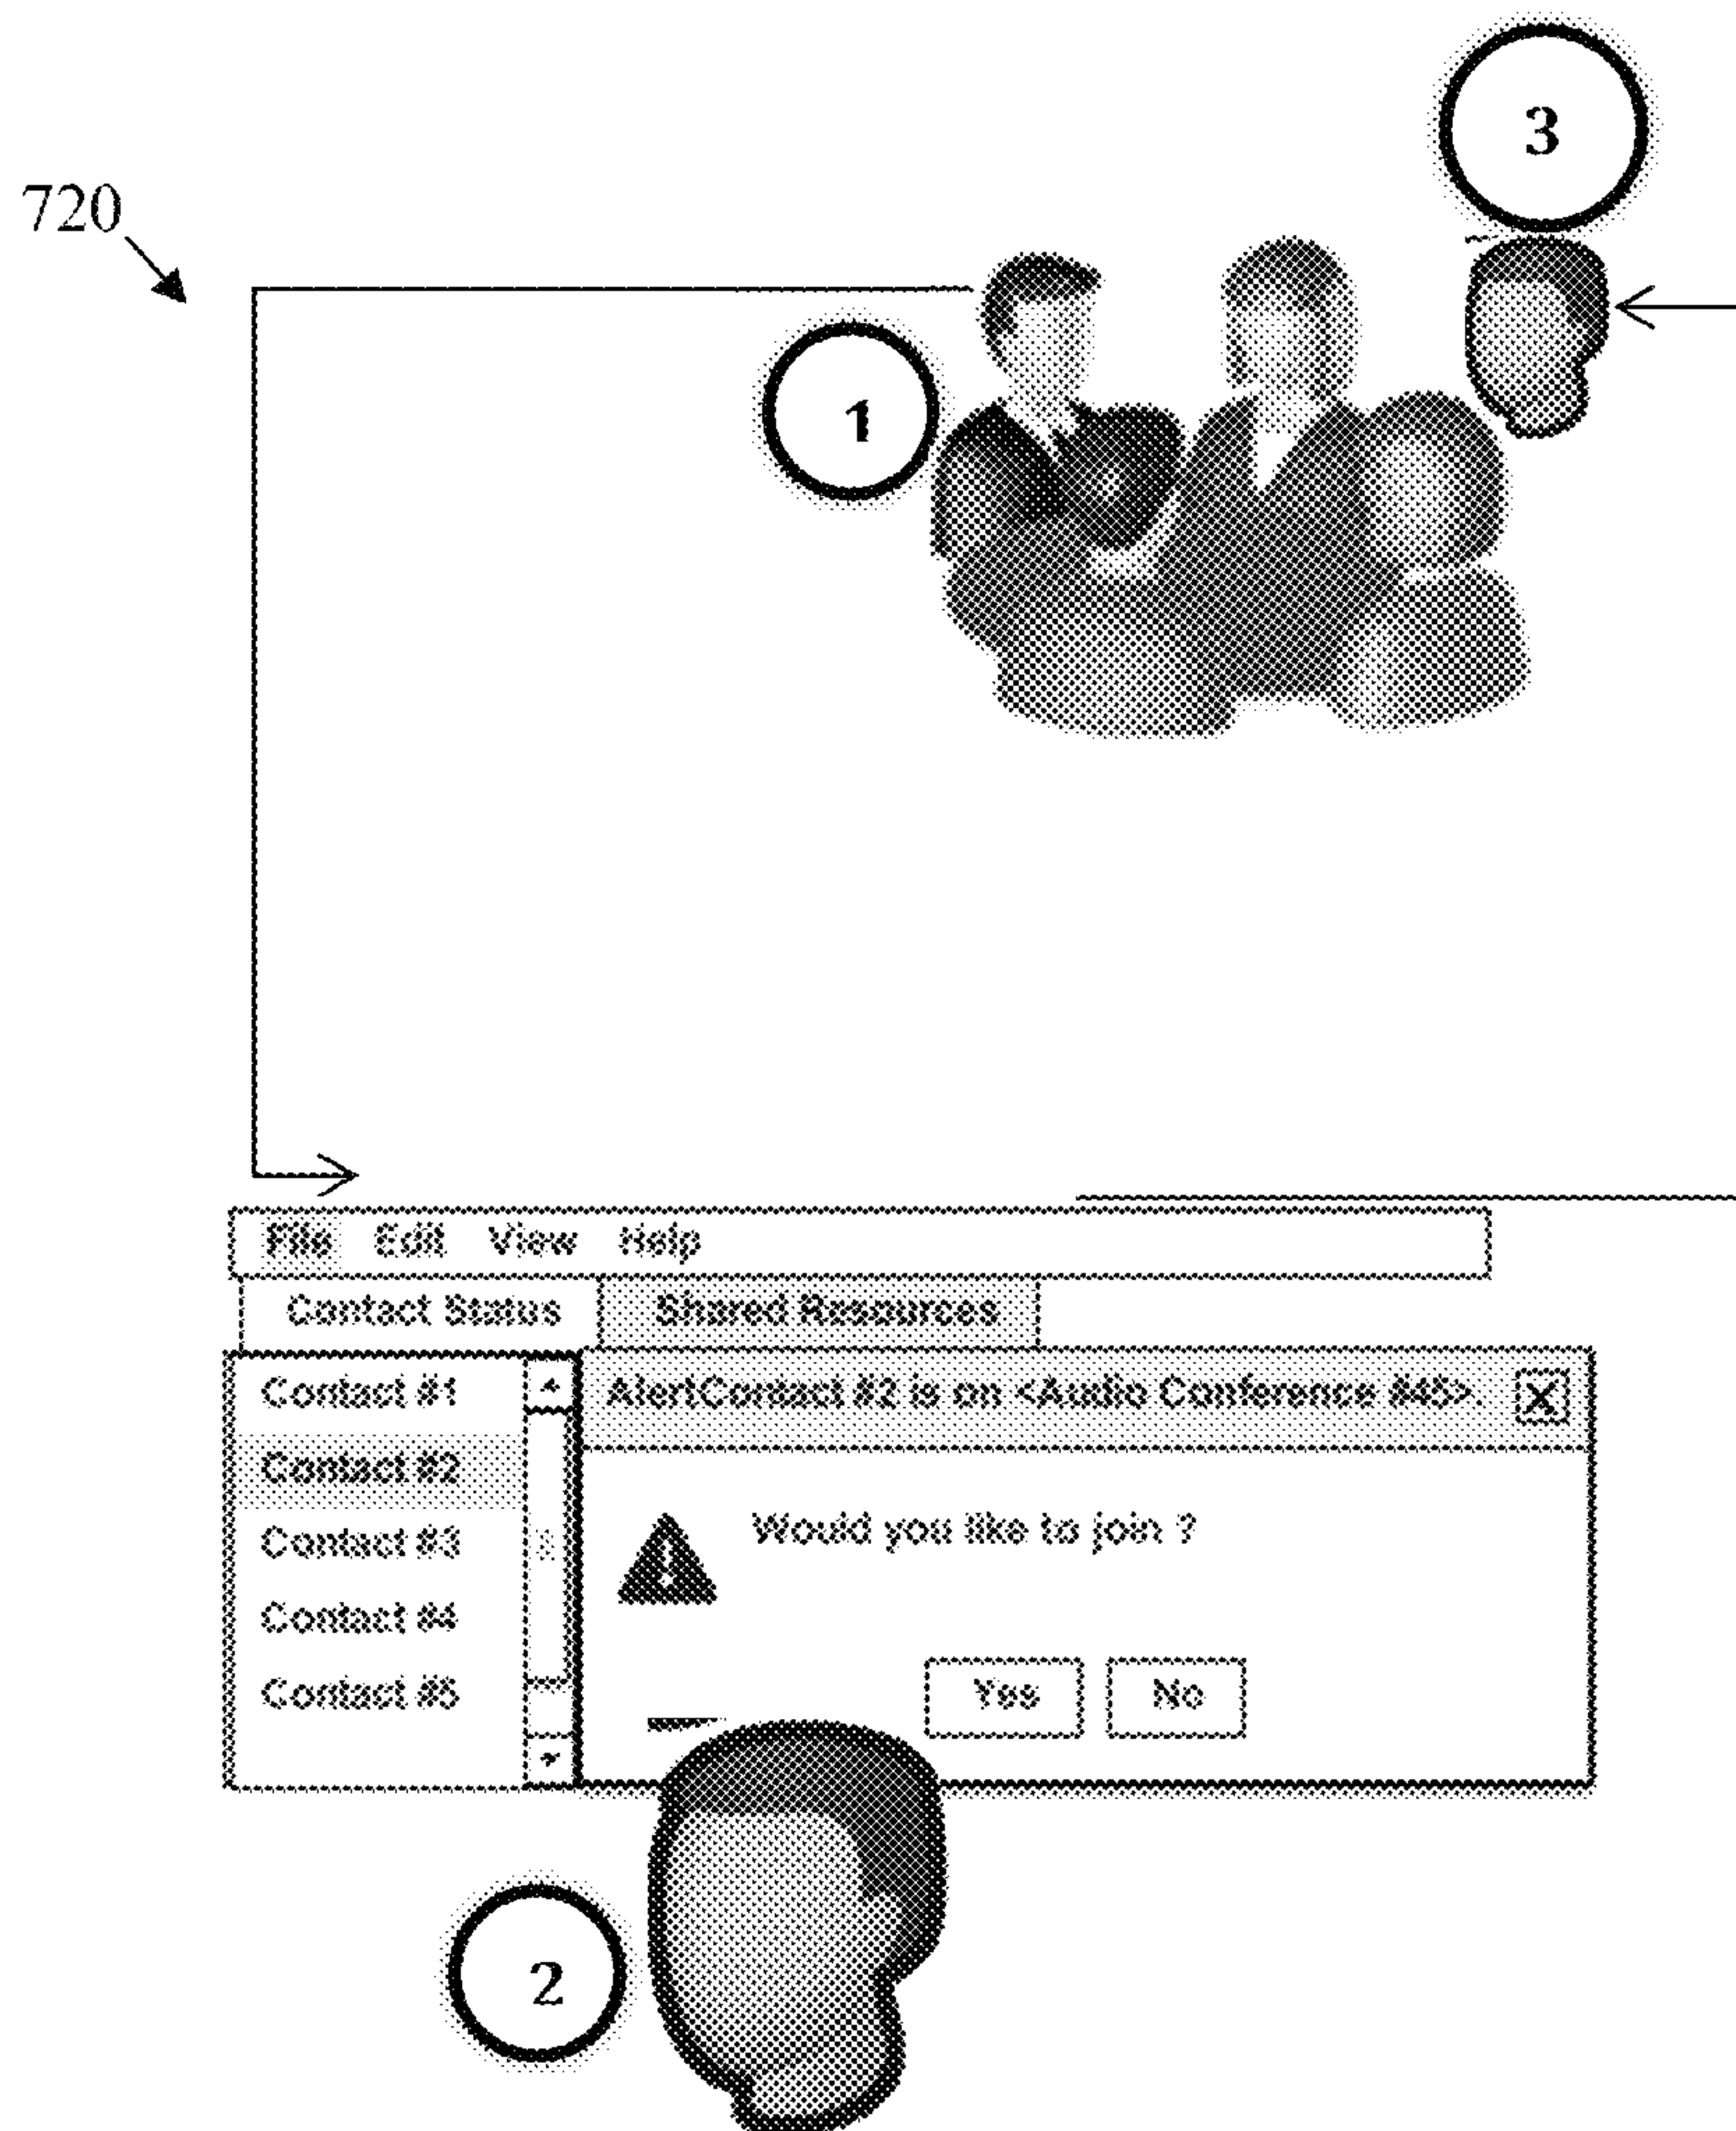 3
720
1
File Edit View Help
Contact Status Shared Resources
Contact #1
Contact #2
Contact #3
Contact #4
Contact #5
AlertContact #2 is on <Audio Conference #45>. X
!
Would you like to join ?
Yes No
2